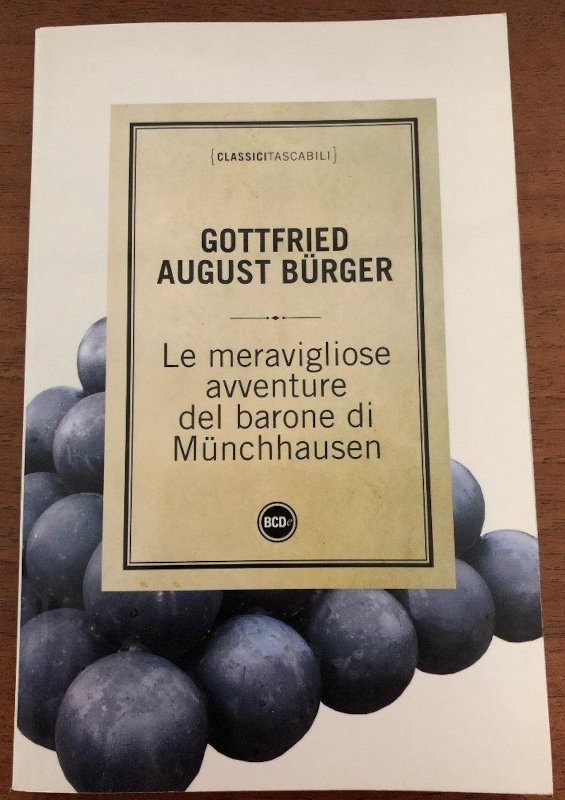 {CLASSICITASCABILI}
GOTTFRIED
AUGUST BÜRGER
Le meravigliose
avventure
del barone di
Münchhausen
BCDe